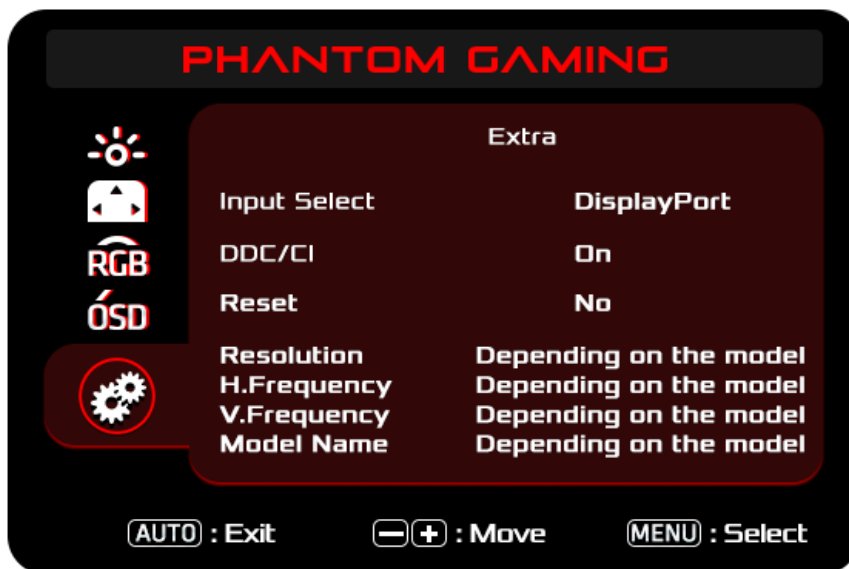 PHANTOM GAMING
Extra
Input Select DisplayPort
DDC/CI On
RGB
Reset No
OSD
Resolution Depending on the model
H.Frequency Depending on the model
V.Frequency Depending on the model
Model Name Depending on the model
AUTO : Exit − + : Move MENU : Select